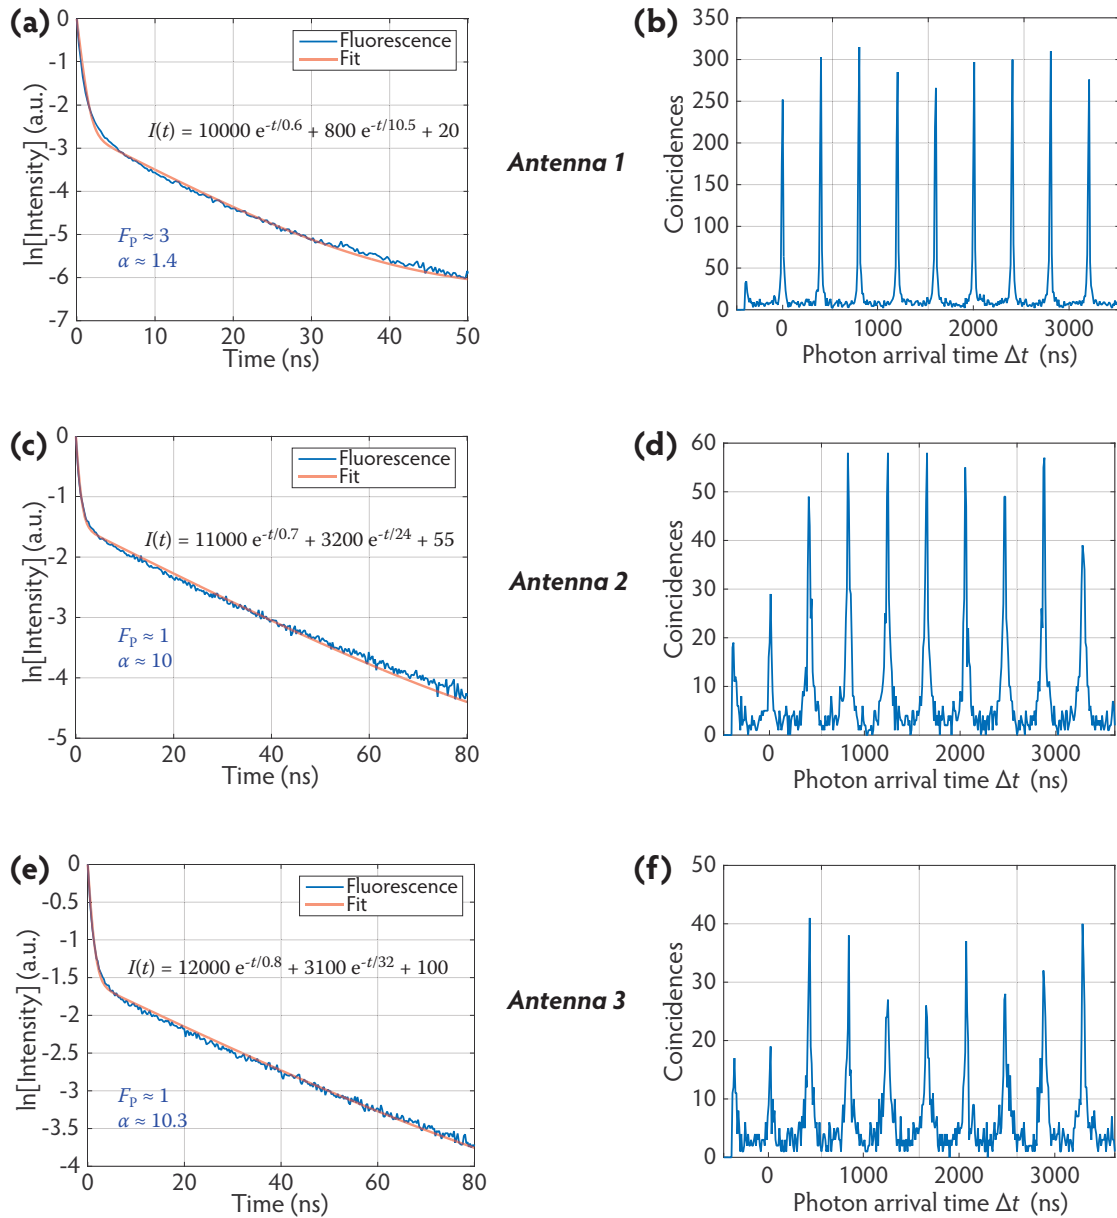 (a)
0
-1
-2
-3
-4
-5
-6
-7
ln[Intensity] (a.u.)
Fluorescence
Fit
I(t) = 10000 e^-t/0.6 + 800 e^-t/10.5 + 20
F_P ≈ 3
α ≈ 1.4
0 10 20 30 40 50
Time (ns)
Antenna 1
(b)
350
300
250
200
150
100
50
0
Coincidences
0 1000 2000 3000
Photon arrival time Δt (ns)
(c)
0
-1
-2
-3
-4
-5
ln[Intensity] (a.u.)
Fluorescence
Fit
I(t) = 11000 e^-t/0.7 + 3200 e^-t/24 + 55
F_P ≈ 1
α ≈ 10
0 20 40 60 80
Time (ns)
Antenna 2
(d)
60
50
40
30
20
10
0
Coincidences
0 1000 2000 3000
Photon arrival time Δt (ns)
(e)
0
-0.5
-1
-1.5
-2
-2.5
-3
-3.5
-4
ln[Intensity] (a.u.)
Fluorescence
Fit
I(t) = 12000 e^-t/0.8 + 3100 e^-t/32 + 100
F_P ≈ 1
α ≈ 10.3
0 20 40 60 80
Time (ns)
Antenna 3
(f)
50
40
30
20
10
0
Coincidences
0 1000 2000 3000
Photon arrival time Δt (ns)